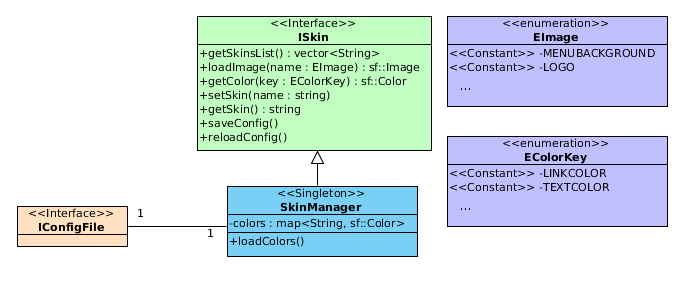 <<Interface>>
ISkin
+getSkinsList() : vector<String>
+loadImage(name : EImage) : sf::Image
+getColor(key : EColorKey) : sf::Color
+setSkin(name : string)
+getSkin() : string
+saveConfig()
+reloadConfig()
<<enumeration>>
EImage
<<Constant>> -MENUBACKGROUND
<<Constant>> -LOGO
...
<<enumeration>>
EColorKey
<<Constant>> -LINKCOLOR
<<Constant>> -TEXTCOLOR
...
<<Interface>>
IConfigFile
1
1
<<Singleton>>
SkinManager
-colors : map<String, sf::Color>
+loadColors()